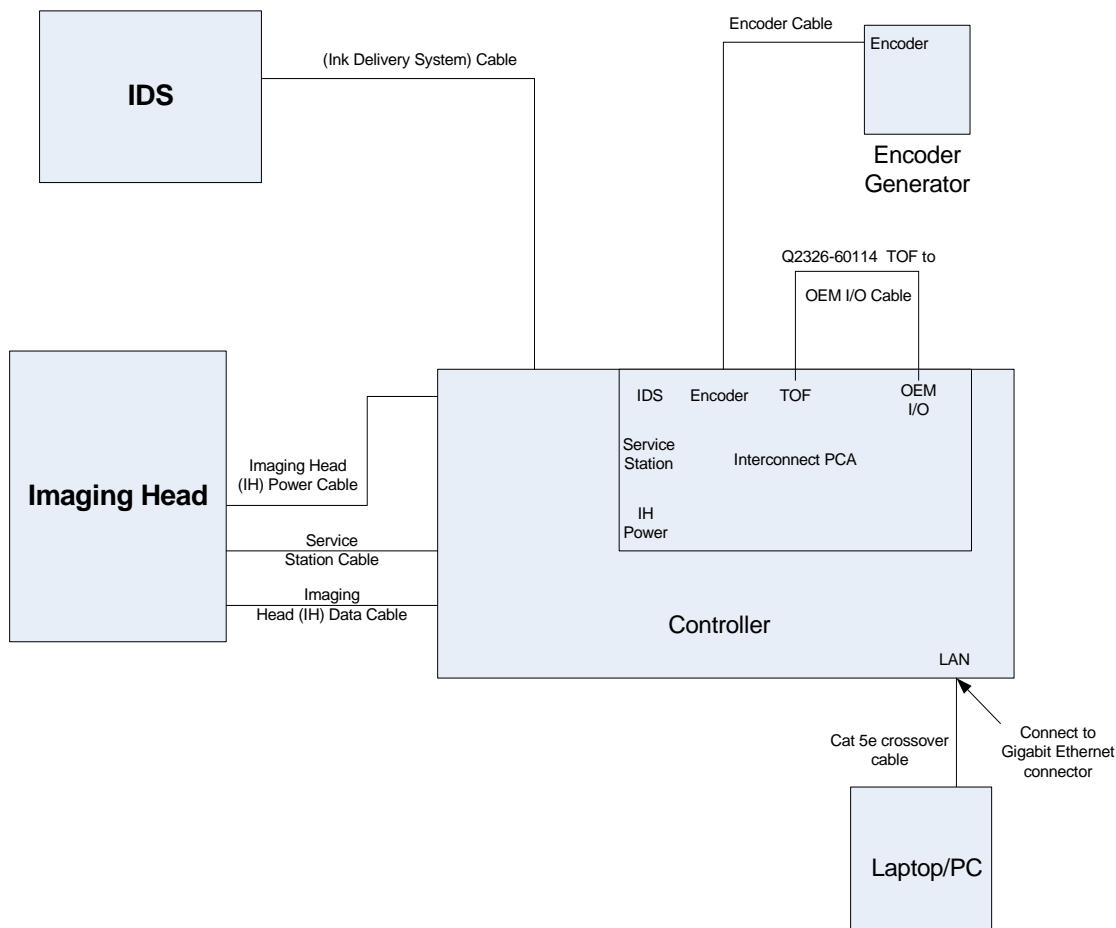 Encoder Cable
Encoder
(Ink Delivery System) Cable
IDS
Encoder
Generator
Q2326-60114  TOF to
OEM I/O Cable
IDS
Encoder
TOF
OEM
I/O
Service
Station
Interconnect PCA
IH
Power
Imaging Head
(IH) Power Cable
Imaging Head
Service
Station Cable
Imaging
Head (IH) Data Cable
Controller
LAN
Cat 5e crossover
cable
Connect to
Gigabit Ethernet
connector
Laptop/PC